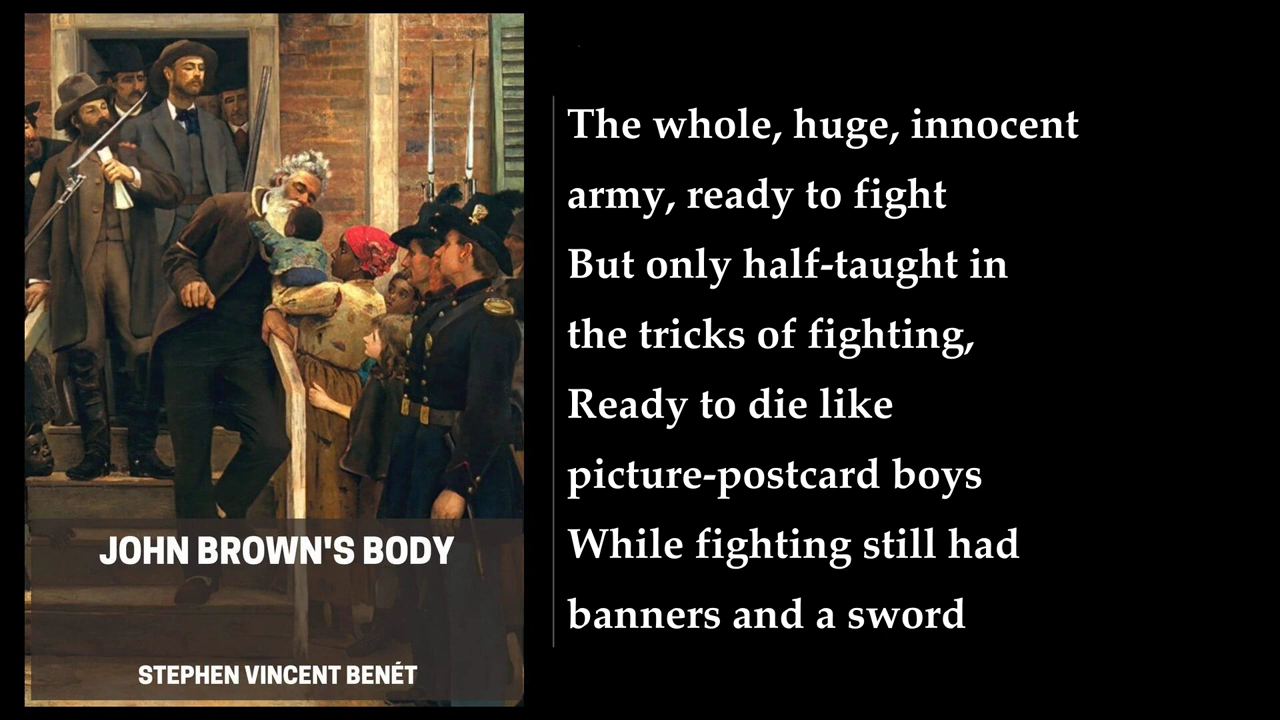 JOHN BROWN'S BODY
STEPHEN VINCENT BENÉT
The whole, huge, innocent
army, ready to fight
But only half-taught in
the tricks of fighting,
Ready to die like
picture-postcard boys
While fighting still had
banners and a sword